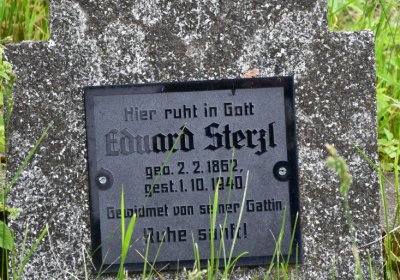 Hier ruht in Gott
Eduard Sterzl
geb. 2. 2. 1862,
gest. 1. 10. 1940.
Gewidmet von seiner Gattin.
Ruhe sanft!